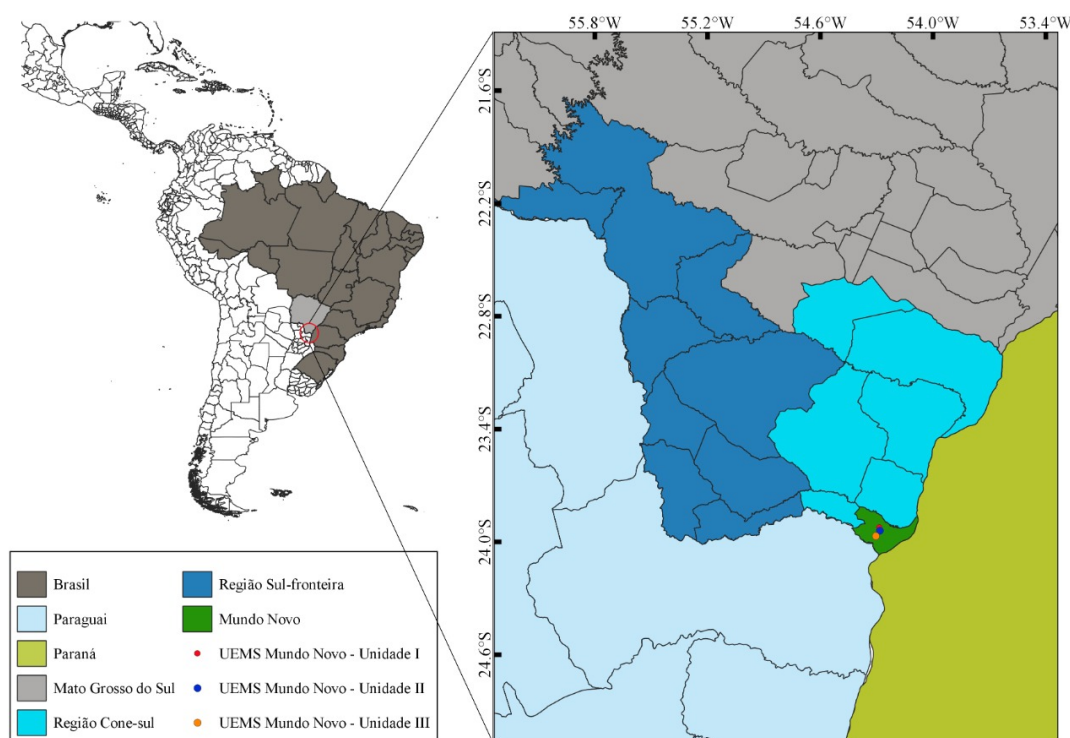 55.8°W 55.2°W 54.6°W 54.0°W 53.4°W
21.6°S
22.2°S
22.8°S
23.4°S
24.0°S
24.6°S
Brasil
Paraguai
Paraná
Mato Grosso do Sul
Região Cone-sul
Região Sul-fronteira
Mundo Novo
UEMS Mundo Novo - Unidade I
UEMS Mundo Novo - Unidade II
UEMS Mundo Novo - Unidade III